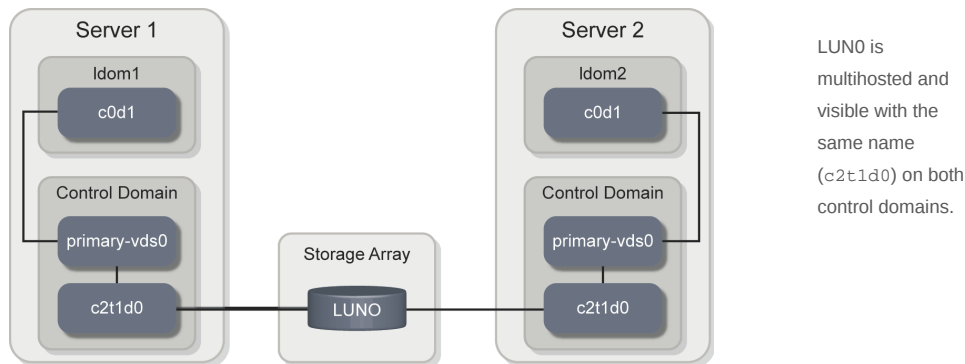 Server 1
ldom1
c0d1
Control Domain
primary-vds0
c2t1d0
Storage Array
LUNO
Server 2
ldom2
c0d1
Control Domain
primary-vds0
c2t1d0
LUN0 is
multihosted and
visible with the
same name
(c2t1d0) on both
control domains.